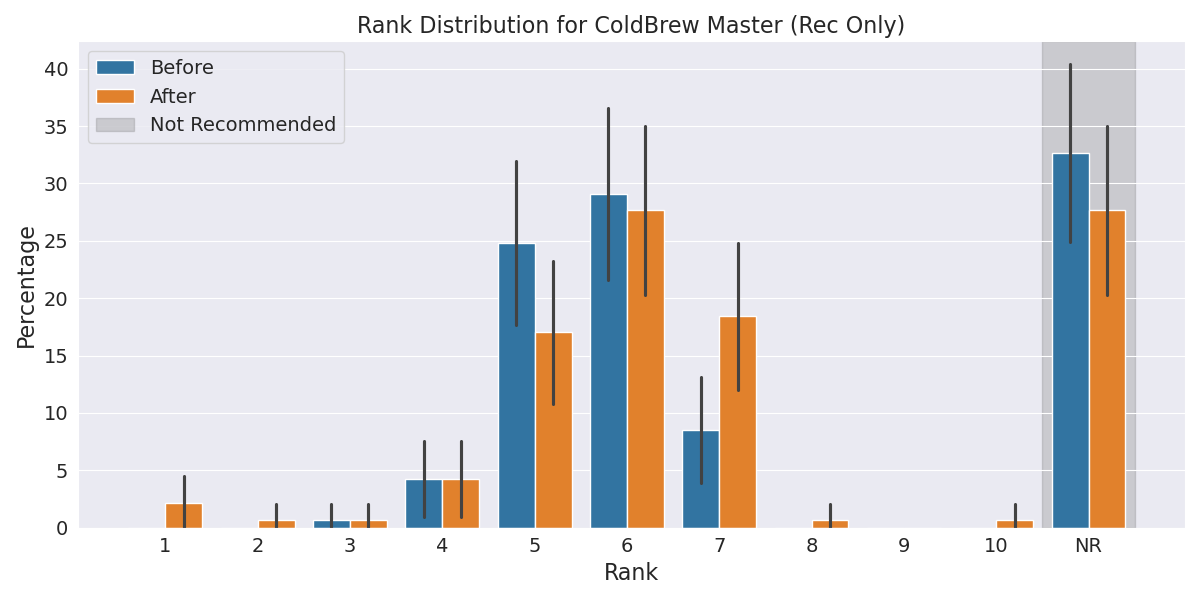 Rank Distribution for ColdBrew Master (Rec Only)
Before
After
Not Recommended
Percentage
40
35
30
25
20
15
10
5
0
1 2 3 4 5 6 7 8 9 10 NR
Rank